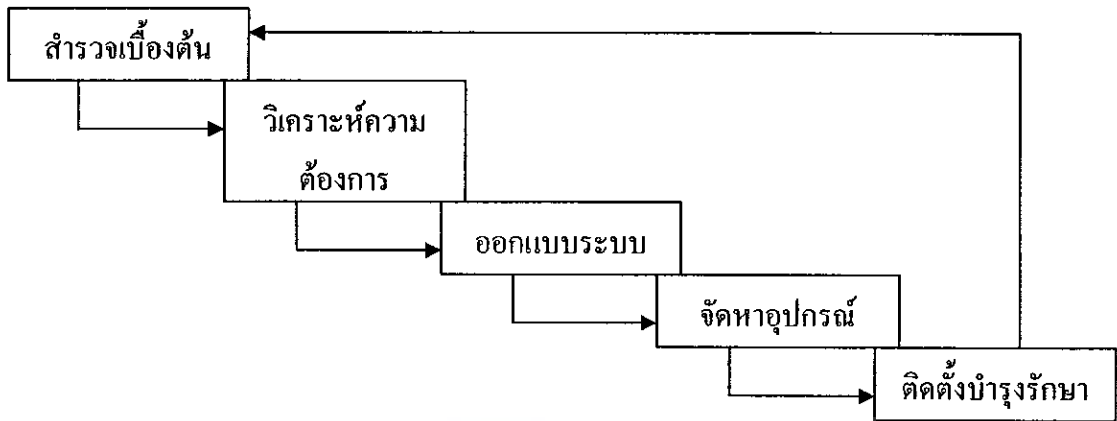 สำรวจเบื้องต้น
วิเคราะห์ความ
ต้องการ
ออกแบบระบบ
จัดหาอุปกรณ์
ติดตั้งบำรุงรักษา